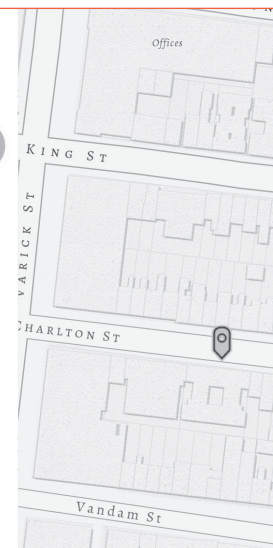 Offices
KING ST
VARICK ST
CHARLTON ST
Vandam St